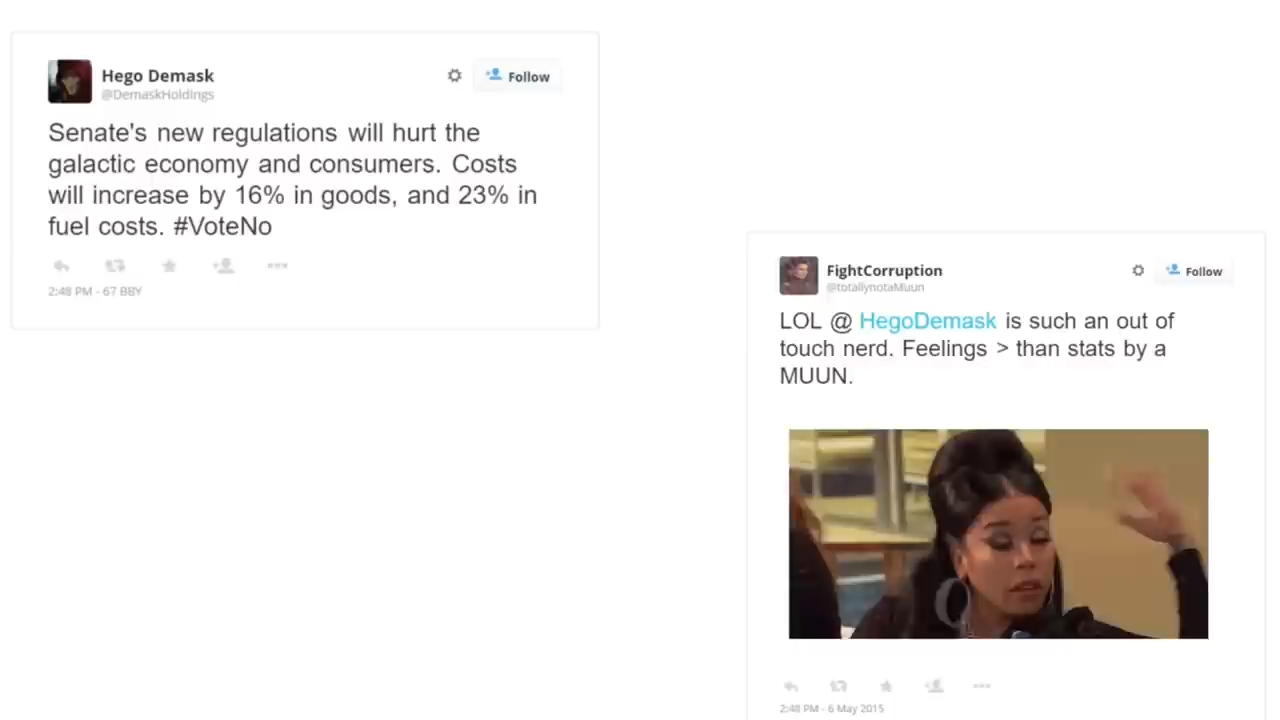 Hego Demask
@DemaskHoldings
Follow
Senate's new regulations will hurt the
galactic economy and consumers. Costs
will increase by 16% in goods, and 23% in
fuel costs. #VoteNo
2:48 PM - 67 BBY
FightCorruption
@totallynotaMuun
Follow
LOL @ HegoDemask is such an out of
touch nerd. Feelings > than stats by a
MUUN.
2:48 PM - 6 May 2015